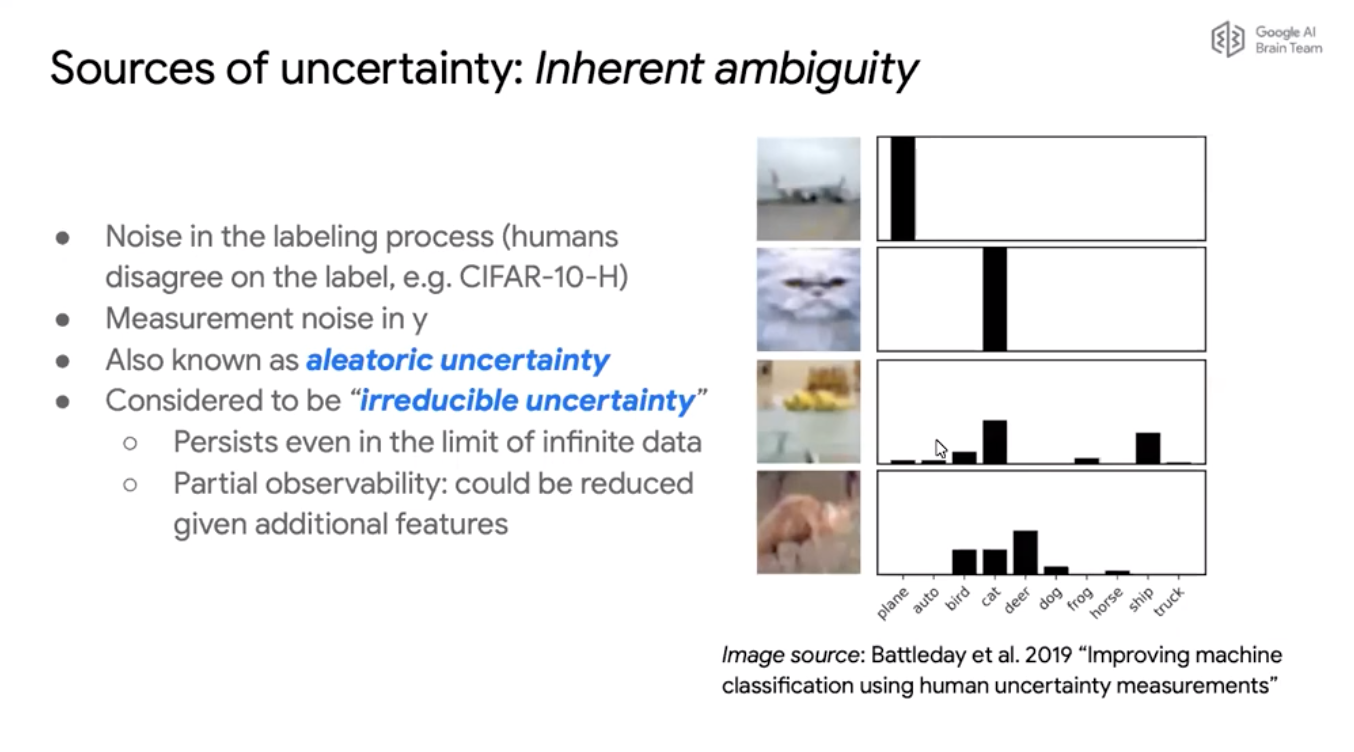 Google AI
Brain Team
Sources of uncertainty: Inherent ambiguity
● Noise in the labeling process (humans
disagree on the label, e.g. CIFAR-10-H)
● Measurement noise in y
● Also known as aleatoric uncertainty
● Considered to be “irreducible uncertainty”
○ Persists even in the limit of infinite data
○ Partial observability: could be reduced
given additional features
plane auto bird cat deer dog frog horse ship truck
Image source: Battleday et al. 2019 “Improving machine
classification using human uncertainty measurements”